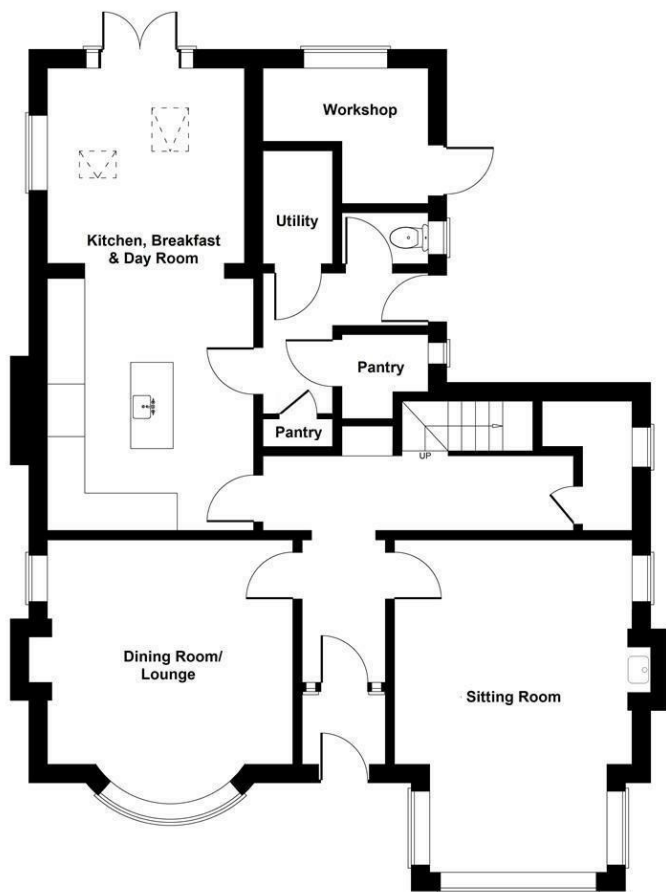 Workshop
Kitchen, Breakfast
& Day Room
Utility
Pantry
Pantry
UP
Dining Room/
Lounge
Sitting Room